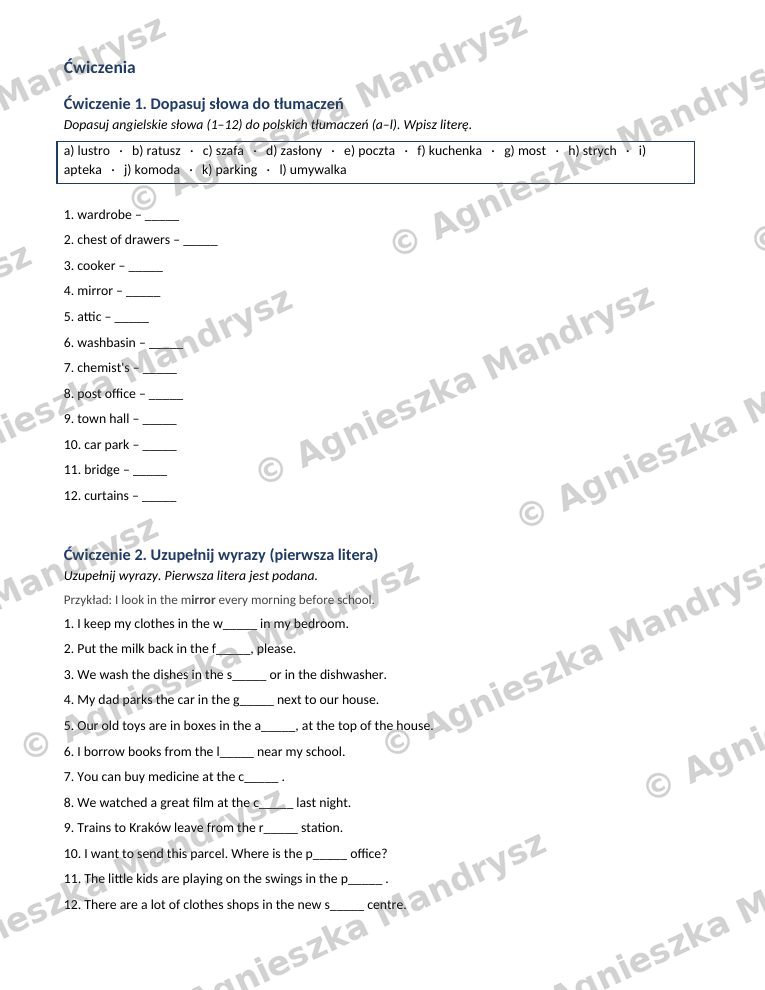 Ćwiczenia
Ćwiczenie 1. Dopasuj słowa do tłumaczeń
Dopasuj angielskie słowa (1–12) do polskich tłumaczeń (a–l). Wpisz literę.
a) lustro · b) ratusz · c) szafa · d) zasłony · e) poczta · f) kuchenka · g) most · h) strych · i)
apteka · j) komoda · k) parking · l) umywalka
1. wardrobe – _____
2. chest of drawers – _____
3. cooker – _____
4. mirror – _____
5. attic – _____
6. washbasin – _____
7. chemist's – _____
8. post office – _____
9. town hall – _____
10. car park – _____
11. bridge – _____
12. curtains – _____
Ćwiczenie 2. Uzupełnij wyrazy (pierwsza litera)
Uzupełnij wyrazy. Pierwsza litera jest podana.
Przykład: I look in the mirror every morning before school.
1. I keep my clothes in the w_____ in my bedroom.
2. Put the milk back in the f_____, please.
3. We wash the dishes in the s_____ or in the dishwasher.
4. My dad parks the car in the g_____ next to our house.
5. Our old toys are in boxes in the a_____, at the top of the house.
6. I borrow books from the l_____ near my school.
7. You can buy medicine at the c_____ .
8. We watched a great film at the c_____ last night.
9. Trains to Kraków leave from the r_____ station.
10. I want to send this parcel. Where is the p_____ office?
11. The little kids are playing on the swings in the p_____ .
12. There are a lot of clothes shops in the new s_____ centre.
© Agnieszka Mandrysz